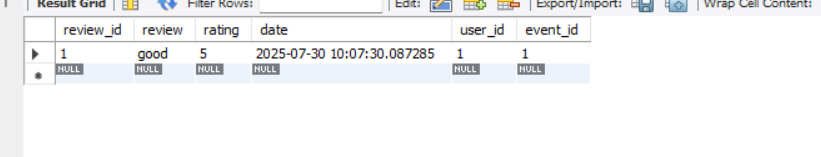 Result Grid Filter Rows: Edit: Export/Import: Wrap Cell Content:
review_id review rating date user_id event_id
1 good 5 2025-07-30 10:07:30.087285 1 1
NULL NULL NULL NULL NULL NULL